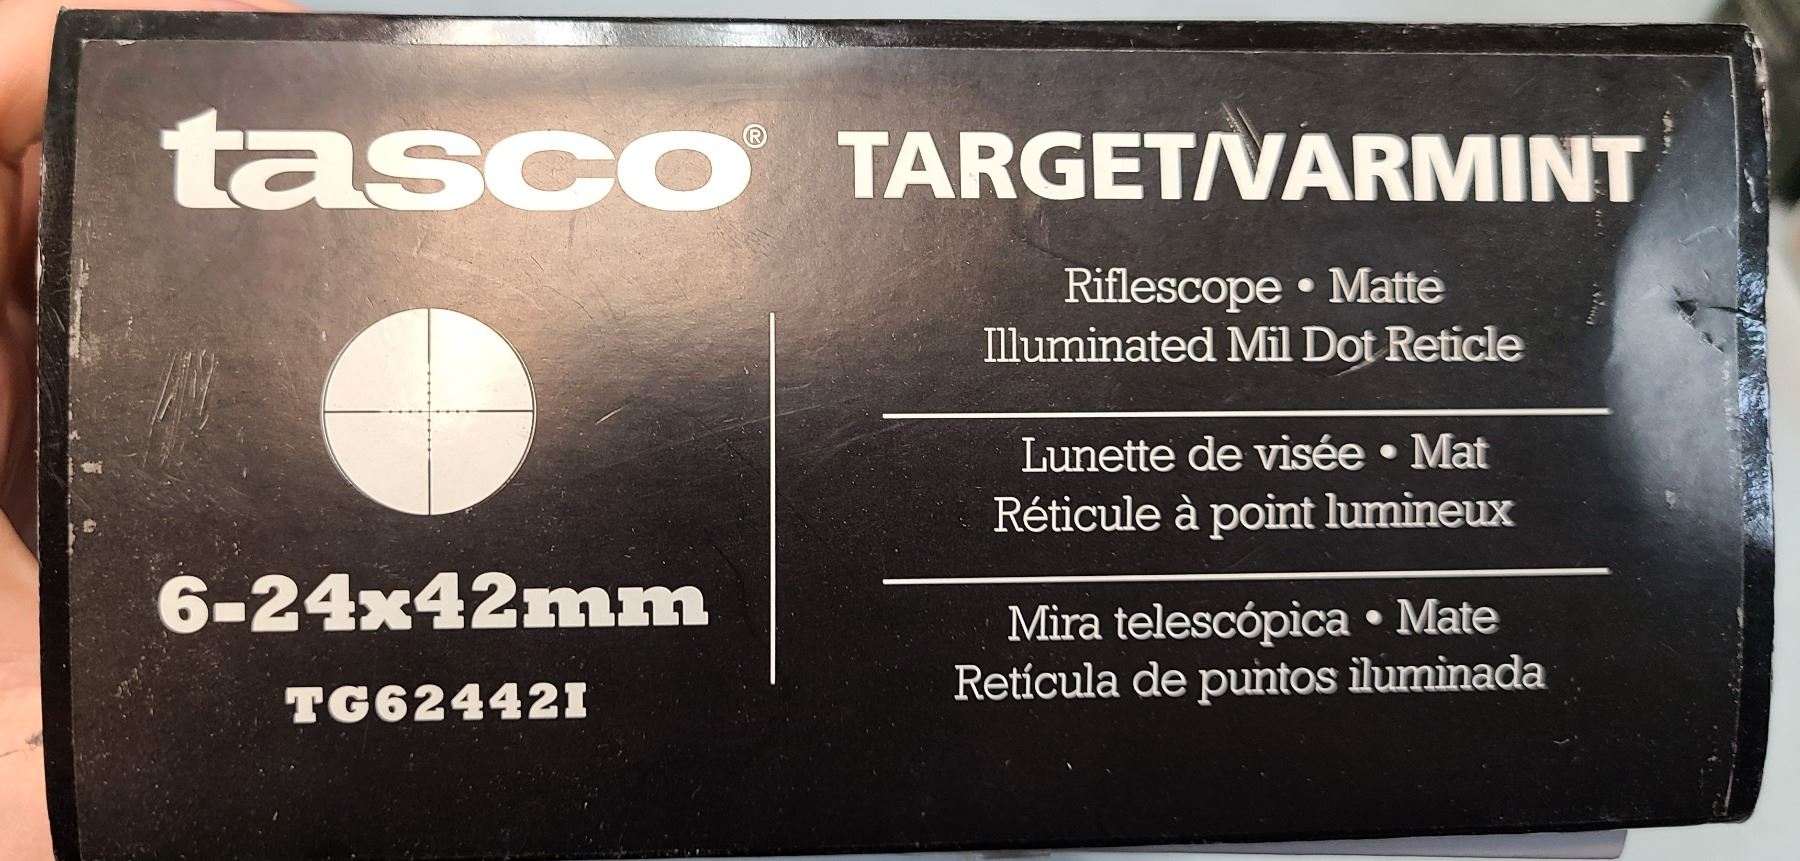 tasco®
TARGET/VARMINT
6-24x42mm
TG62442I
Riflescope • Matte
Illuminated Mil Dot Reticle
Lunette de visée • Mat
Réticule à point lumineux
Mira telescópica • Mate
Retícula de puntos iluminada